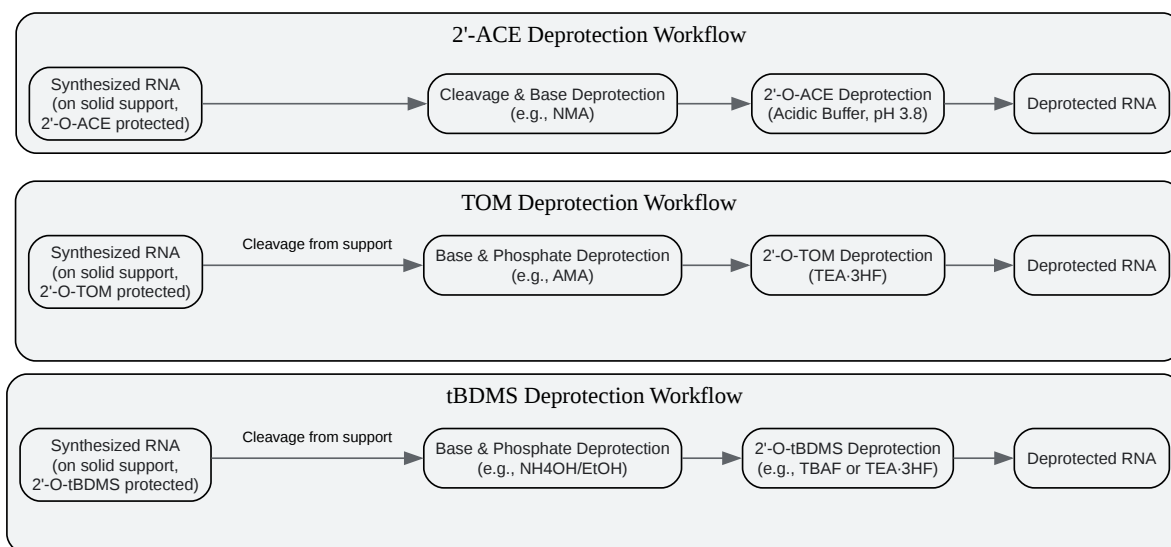 2'-ACE Deprotection Workflow
Synthesized RNA
(on solid support,
2'-O-ACE protected)
Cleavage & Base Deprotection
(e.g., NMA)
2'-O-ACE Deprotection
(Acidic Buffer, pH 3.8)
Deprotected RNA
TOM Deprotection Workflow
Synthesized RNA
(on solid support,
2'-O-TOM protected)
Cleavage from support
Base & Phosphate Deprotection
(e.g., AMA)
2'-O-TOM Deprotection
(TEA·3HF)
Deprotected RNA
tBDMS Deprotection Workflow
Synthesized RNA
(on solid support,
2'-O-tBDMS protected)
Cleavage from support
Base & Phosphate Deprotection
(e.g., NH4OH/EtOH)
2'-O-tBDMS Deprotection
(e.g., TBAF or TEA·3HF)
Deprotected RNA